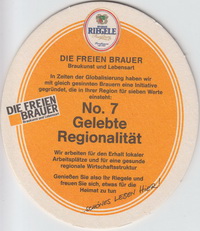 RIEGELE
DIE FREIEN BRAUER
Braukunst und Lebensart
In Zeiten der Globalisierung haben wir
mit gleich gesinnten Brauern eine Initiative
gegründet, die in Ihrer Region für sieben Werte
einstehen:
No. 7
Gelebte
Regionalität
DIE FREIEN
BRAUER
Wir arbeiten für den Erhalt lokaler
Arbeitsplätze und für eine gesunde
regionale Wirtschaftsstruktur
Genießen Sie also Ihr Riegele und
freuen Sie sich, etwas für die
Heimat zu tun